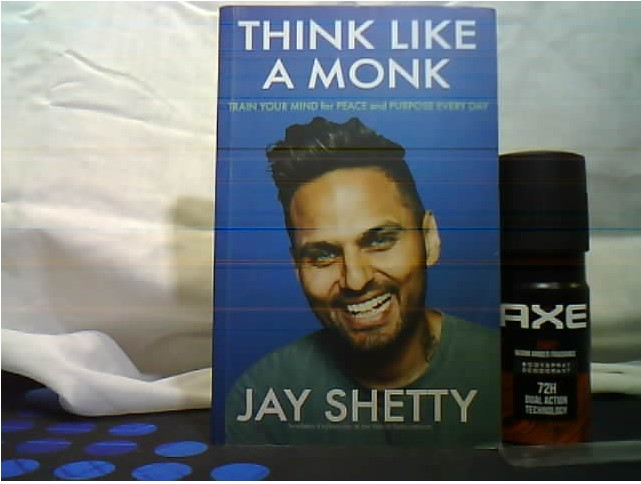 THINK LIKE
A MONK
TRAIN YOUR MIND for PEACE and PURPOSE EVERY DAY
JAY SHETTY
AXE
BODYSPRAY
DEODORANT
72H
DUAL ACTION
TECHNOLOGY